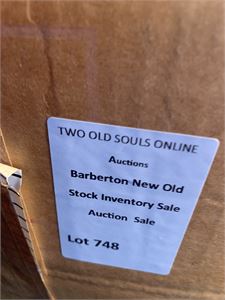 TWO OLD SOULS ONLINE
Auctions
Barberton New Old
Stock Inventory Sale
Auction Sale
Lot 748